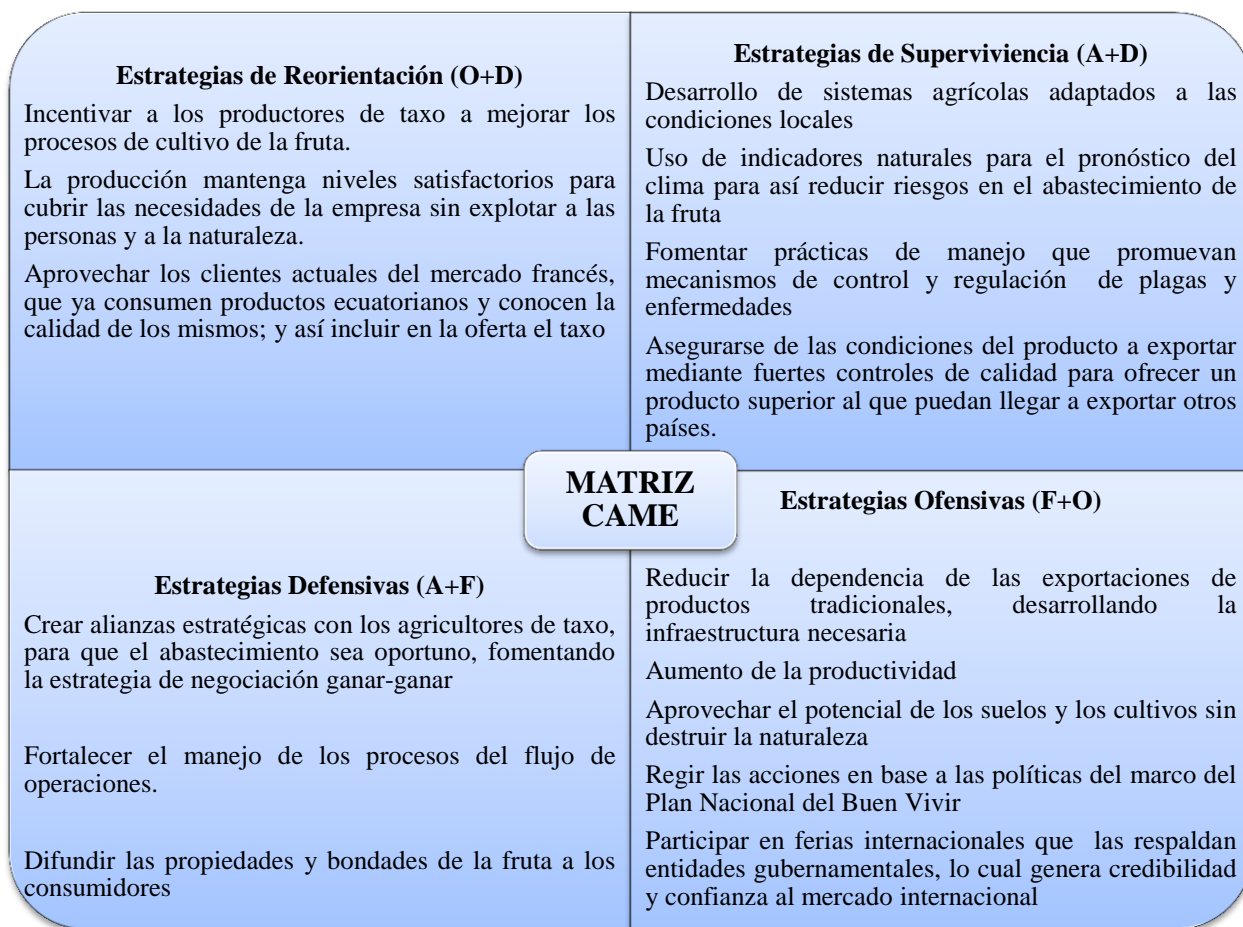 Estrategias de Reorientación (O+D)
Incentivar a los productores de taxo a mejorar los
procesos de cultivo de la fruta.
La producción mantenga niveles satisfactorios para
cubrir las necesidades de la empresa sin explotar a las
personas y a la naturaleza.
Aprovechar los clientes actuales del mercado francés,
que ya consumen productos ecuatorianos y conocen la
calidad de los mismos; y así incluir en la oferta el taxo
Estrategias de Superviviencia (A+D)
Desarrollo de sistemas agrícolas adaptados a las
condiciones locales
Uso de indicadores naturales para el pronóstico del
clima para así reducir riesgos en el abastecimiento de
la fruta
Fomentar prácticas de manejo que promuevan
mecanismos de control y regulación de plagas y
enfermedades
Asegurarse de las condiciones del producto a exportar
mediante fuertes controles de calidad para ofrecer un
producto superior al que puedan llegar a exportar otros
países.
MATRIZ
CAME
Estrategias Defensivas (A+F)
Crear alianzas estratégicas con los agricultores de taxo,
para que el abastecimiento sea oportuno, fomentando
la estrategia de negociación ganar-ganar
Fortalecer el manejo de los procesos del flujo de
operaciones.
Difundir las propiedades y bondades de la fruta a los
consumidores
Estrategias Ofensivas (F+O)
Reducir la dependencia de las exportaciones de
productos tradicionales, desarrollando la
infraestructura necesaria
Aumento de la productividad
Aprovechar el potencial de los suelos y los cultivos sin
destruir la naturaleza
Regir las acciones en base a las políticas del marco del
Plan Nacional del Buen Vivir
Participar en ferias internacionales que las respaldan
entidades gubernamentales, lo cual genera credibilidad
y confianza al mercado internacional